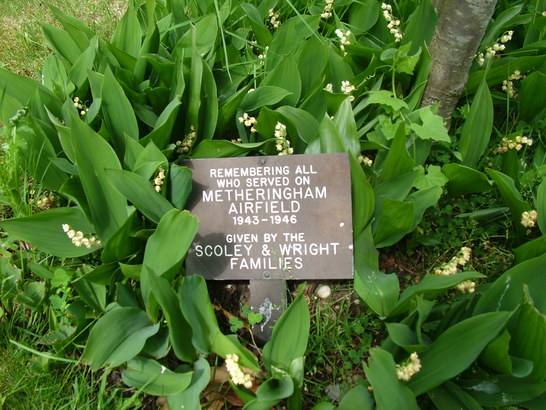 REMEMBERING ALL
WHO SERVED ON
METHERINGHAM
AIRFIELD
1943-1946
GIVEN BY THE
SCOLEY & WRIGHT
FAMILIES